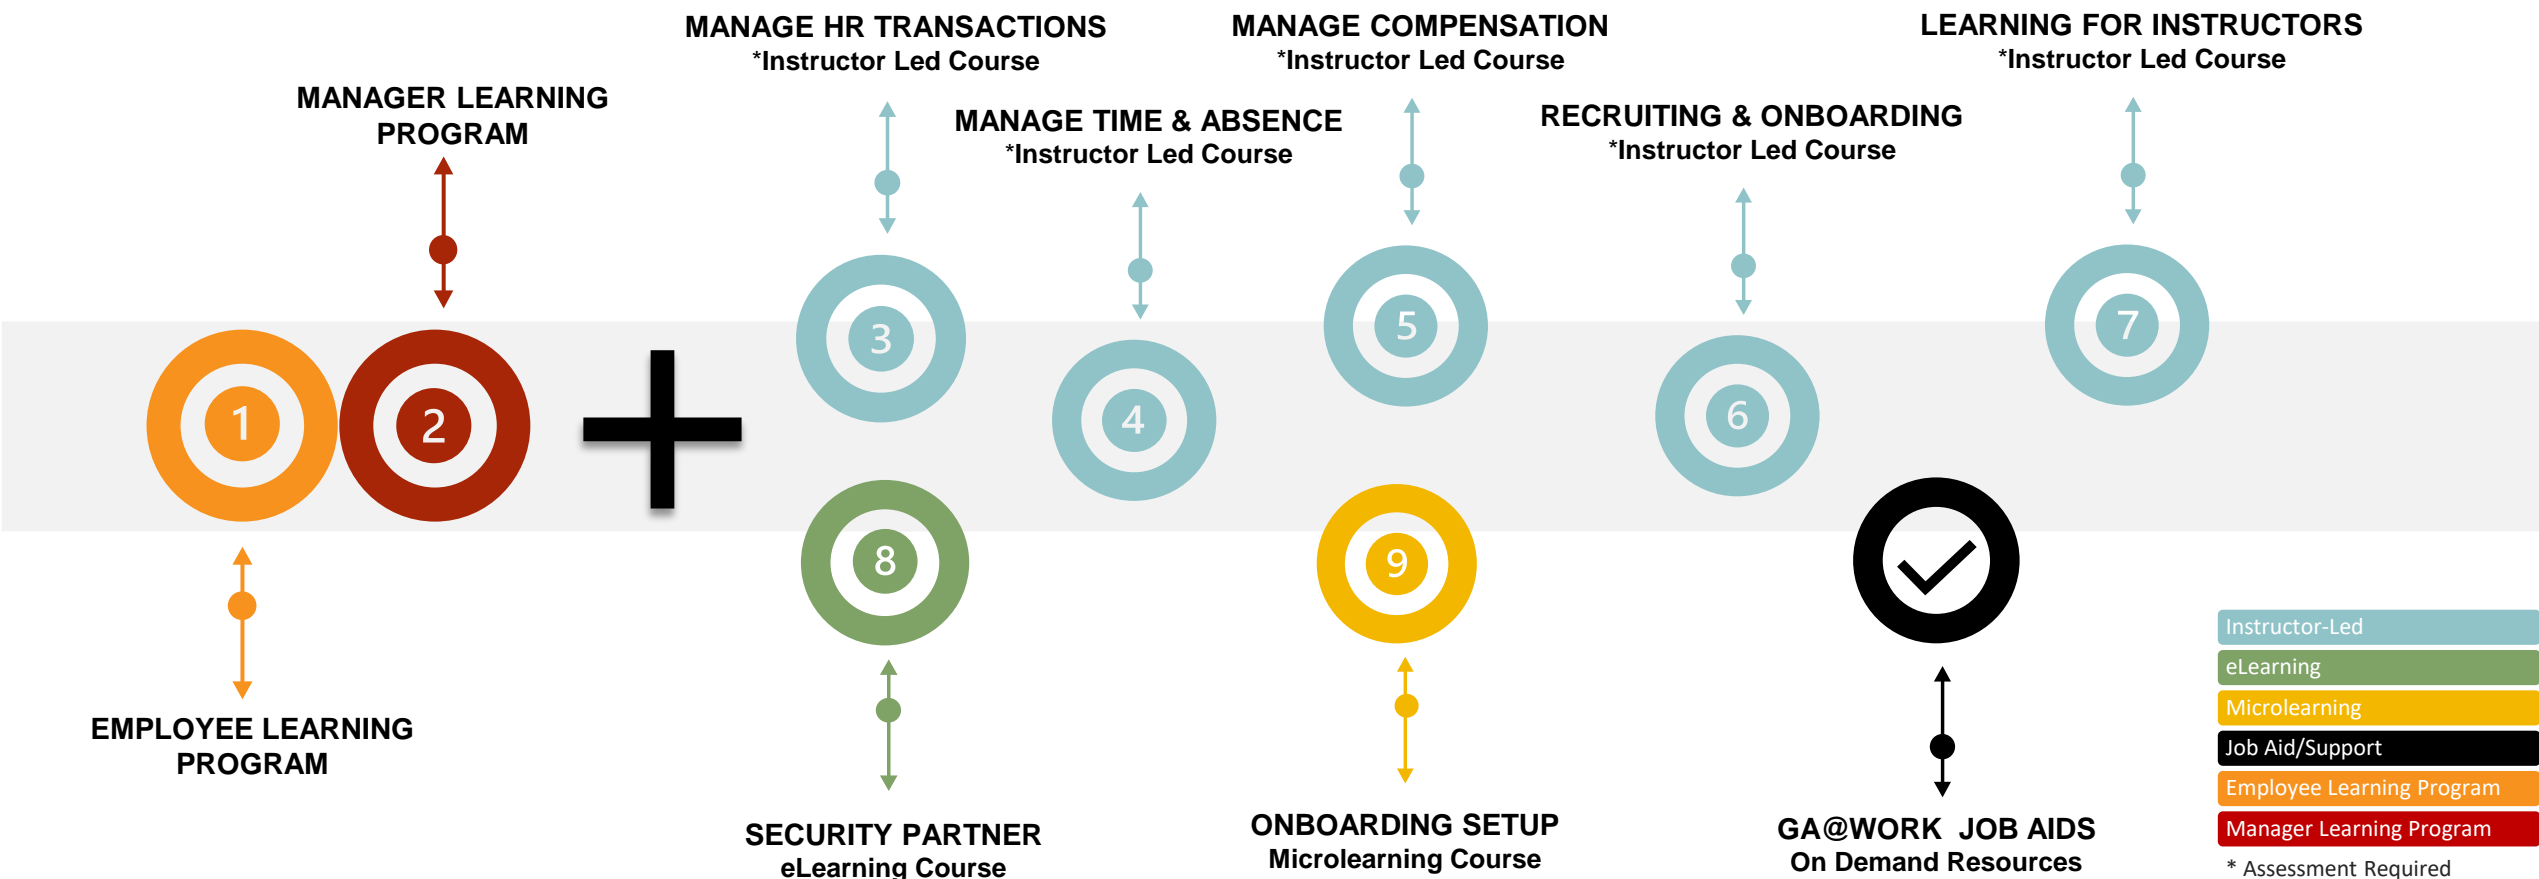 MANAGE HR TRANSACTIONS
*Instructor Led Course
MANAGE COMPENSATION
*Instructor Led Course
LEARNING FOR INSTRUCTORS
*Instructor Led Course
MANAGER LEARNING
PROGRAM
MANAGE TIME & ABSENCE
*Instructor Led Course
RECRUITING & ONBOARDING
*Instructor Led Course
1
2
3
4
5
6
7
8
9
EMPLOYEE LEARNING
PROGRAM
SECURITY PARTNER
eLearning Course
ONBOARDING SETUP
Microlearning Course
GA@WORK JOB AIDS
On Demand Resources
Instructor-Led
eLearning
Microlearning
Job Aid/Support
Employee Learning Program
Manager Learning Program
* Assessment Required